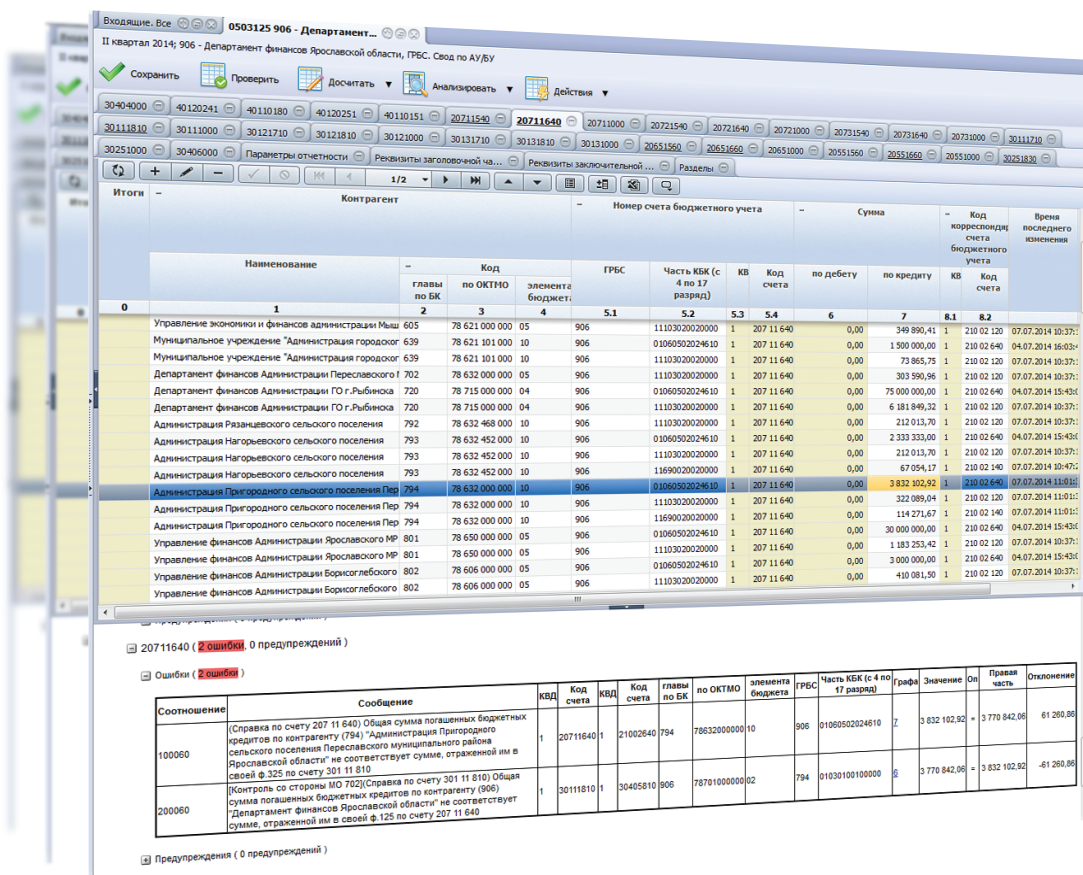 Входящие. Все
0503125 906 - Департамент...
II квартал 2014; 906 - Департамент финансов Ярославской области, ГРБС. Свод по АУ/БУ
Сохранить Проверить Досчитать Анализировать Действия
30404000 40120241 40110180 40120251 40110151 20711540 20711640 20711000 20721540 20721640 20721000 20731540 20731640 20731000 30111710
30111810 30111000 30121710 30121810 30121000 30131710 30131810 30131000 20651560 20651660 20651000 20551560 20551660 20551000 30251830
30251000 30406000 Параметры отчетности Реквизиты заголовочной ча... Реквизиты заключительной ... Разделы
1/2
Итоги Контрагент Номер счета бюджетного учета Сумма Код корреспондир счета бюджетного учета Время последнего изменения
Наименование Код ГРБС Часть КБК (с 4 по 17 разряд) КВ Код счета по дебету по кредиту КВ Код счета
главы по БК по ОКТМО элемента бюджета
0 1 2 3 4 5.1 5.2 5.3 5.4 6 7 8.1 8.2
Управление экономики и финансов администрации Мыш 605 78 621 000 000 05 906 11103020020000 1 207 11 640 0,00 349 890,41 1 210 02 120 07.07.2014 10:37:
Муниципальное учреждение "Администрация городског 639 78 621 101 000 10 906 01060502024610 1 207 11 640 0,00 1 500 000,00 1 210 02 640 04.07.2014 16:03:
Муниципальное учреждение "Администрация городског 639 78 621 101 000 10 906 11103020020000 1 207 11 640 0,00 73 865,75 1 210 02 120 07.07.2014 10:37:
Департамент финансов Администрации Переславского 702 78 632 000 000 05 906 11103020020000 1 207 11 640 0,00 303 590,96 1 210 02 120 07.07.2014 10:37:
Департамент финансов Администрации ГО г.Рыбинска 720 78 715 000 000 04 906 01060502024610 1 207 11 640 0,00 75 000 000,00 1 210 02 640 04.07.2014 15:43:
Департамент финансов Администрации ГО г.Рыбинска 720 78 715 000 000 04 906 11103020020000 1 207 11 640 0,00 6 181 849,32 1 210 02 120 07.07.2014 10:37:
Администрация Рязанцевского сельского поселения 792 78 632 468 000 10 906 11103020020000 1 207 11 640 0,00 212 013,70 1 210 02 120 07.07.2014 10:37:
Администрация Нагорьевского сельского поселения 793 78 632 452 000 10 906 01060502024610 1 207 11 640 0,00 2 333 333,00 1 210 02 640 04.07.2014 15:43:
Администрация Нагорьевского сельского поселения 793 78 632 452 000 10 906 11103020020000 1 207 11 640 0,00 212 013,70 1 210 02 120 07.07.2014 10:37:
Администрация Нагорьевского сельского поселения 793 78 632 452 000 10 906 11690020020000 1 207 11 640 0,00 67 054,17 1 210 02 140 07.07.2014 10:47:
Администрация Пригородного сельского поселения Пер 794 78 632 000 000 10 906 01060502024610 1 207 11 640 0,00 3 832 102,92 1 210 02 640 07.07.2014 11:01:
Администрация Пригородного сельского поселения Пер 794 78 632 000 000 10 906 11103020020000 1 207 11 640 0,00 322 089,04 1 210 02 120 07.07.2014 11:01:
Администрация Пригородного сельского поселения Пер 794 78 632 000 000 10 906 11690020020000 1 207 11 640 0,00 114 271,67 1 210 02 140 07.07.2014 11:01:
Управление финансов Администрации Ярославского МР 801 78 650 000 000 05 906 01060502024610 1 207 11 640 0,00 30 000 000,00 1 210 02 640 04.07.2014 15:43:
Управление финансов Администрации Ярославского МР 801 78 650 000 000 05 906 11103020020000 1 207 11 640 0,00 1 183 253,42 1 210 02 120 07.07.2014 10:37:
Управление финансов Администрации Борисоглебского 802 78 606 000 000 05 906 01060502024610 1 207 11 640 0,00 3 000 000,00 1 210 02 640 04.07.2014 15:43:
Управление финансов Администрации Борисоглебского 802 78 606 000 000 05 906 11103020020000 1 207 11 640 0,00 410 081,50 1 210 02 120 07.07.2014 10:37:
20711640 ( 2 ошибки, 0 предупреждений )
Ошибки ( 2 ошибки )
Соотношение Сообщение КВД Код счета КВД Код счета главы по БК по ОКТМО элемента бюджета ГРБС Часть КБК (с 4 по 17 разряд) Графа Значение Оп Правая часть Отклонение
(Справка по счету 207 11 640) Общая сумма погашенных бюджетных
кредитов по контрагенту (794) "Администрация Пригородного
100060 сельского поселения Переславского муниципального района 1 20711640 1 21002640 794 78632000000 10 906 01060502024610 7 3 832 102,92 = 3 770 842,06 61 260,86
Ярославской области" не соответствует сумме, отраженной им в
своей ф.325 по счету 301 11 810
[Контроль со стороны МО 702](Справка по счету 301 11 810) Общая
сумма погашенных бюджетных кредитов по контрагенту (906)
200060 "Департамент финансов Ярославской области" не соответствует 1 30111810 1 30405810 906 78701000000 02 794 01030100100000 6 3 770 842,06 = 3 832 102,92 -61 260,86
сумме, отраженной им в своей ф.125 по счету 207 11 640
Предупреждения ( 0 предупреждений )